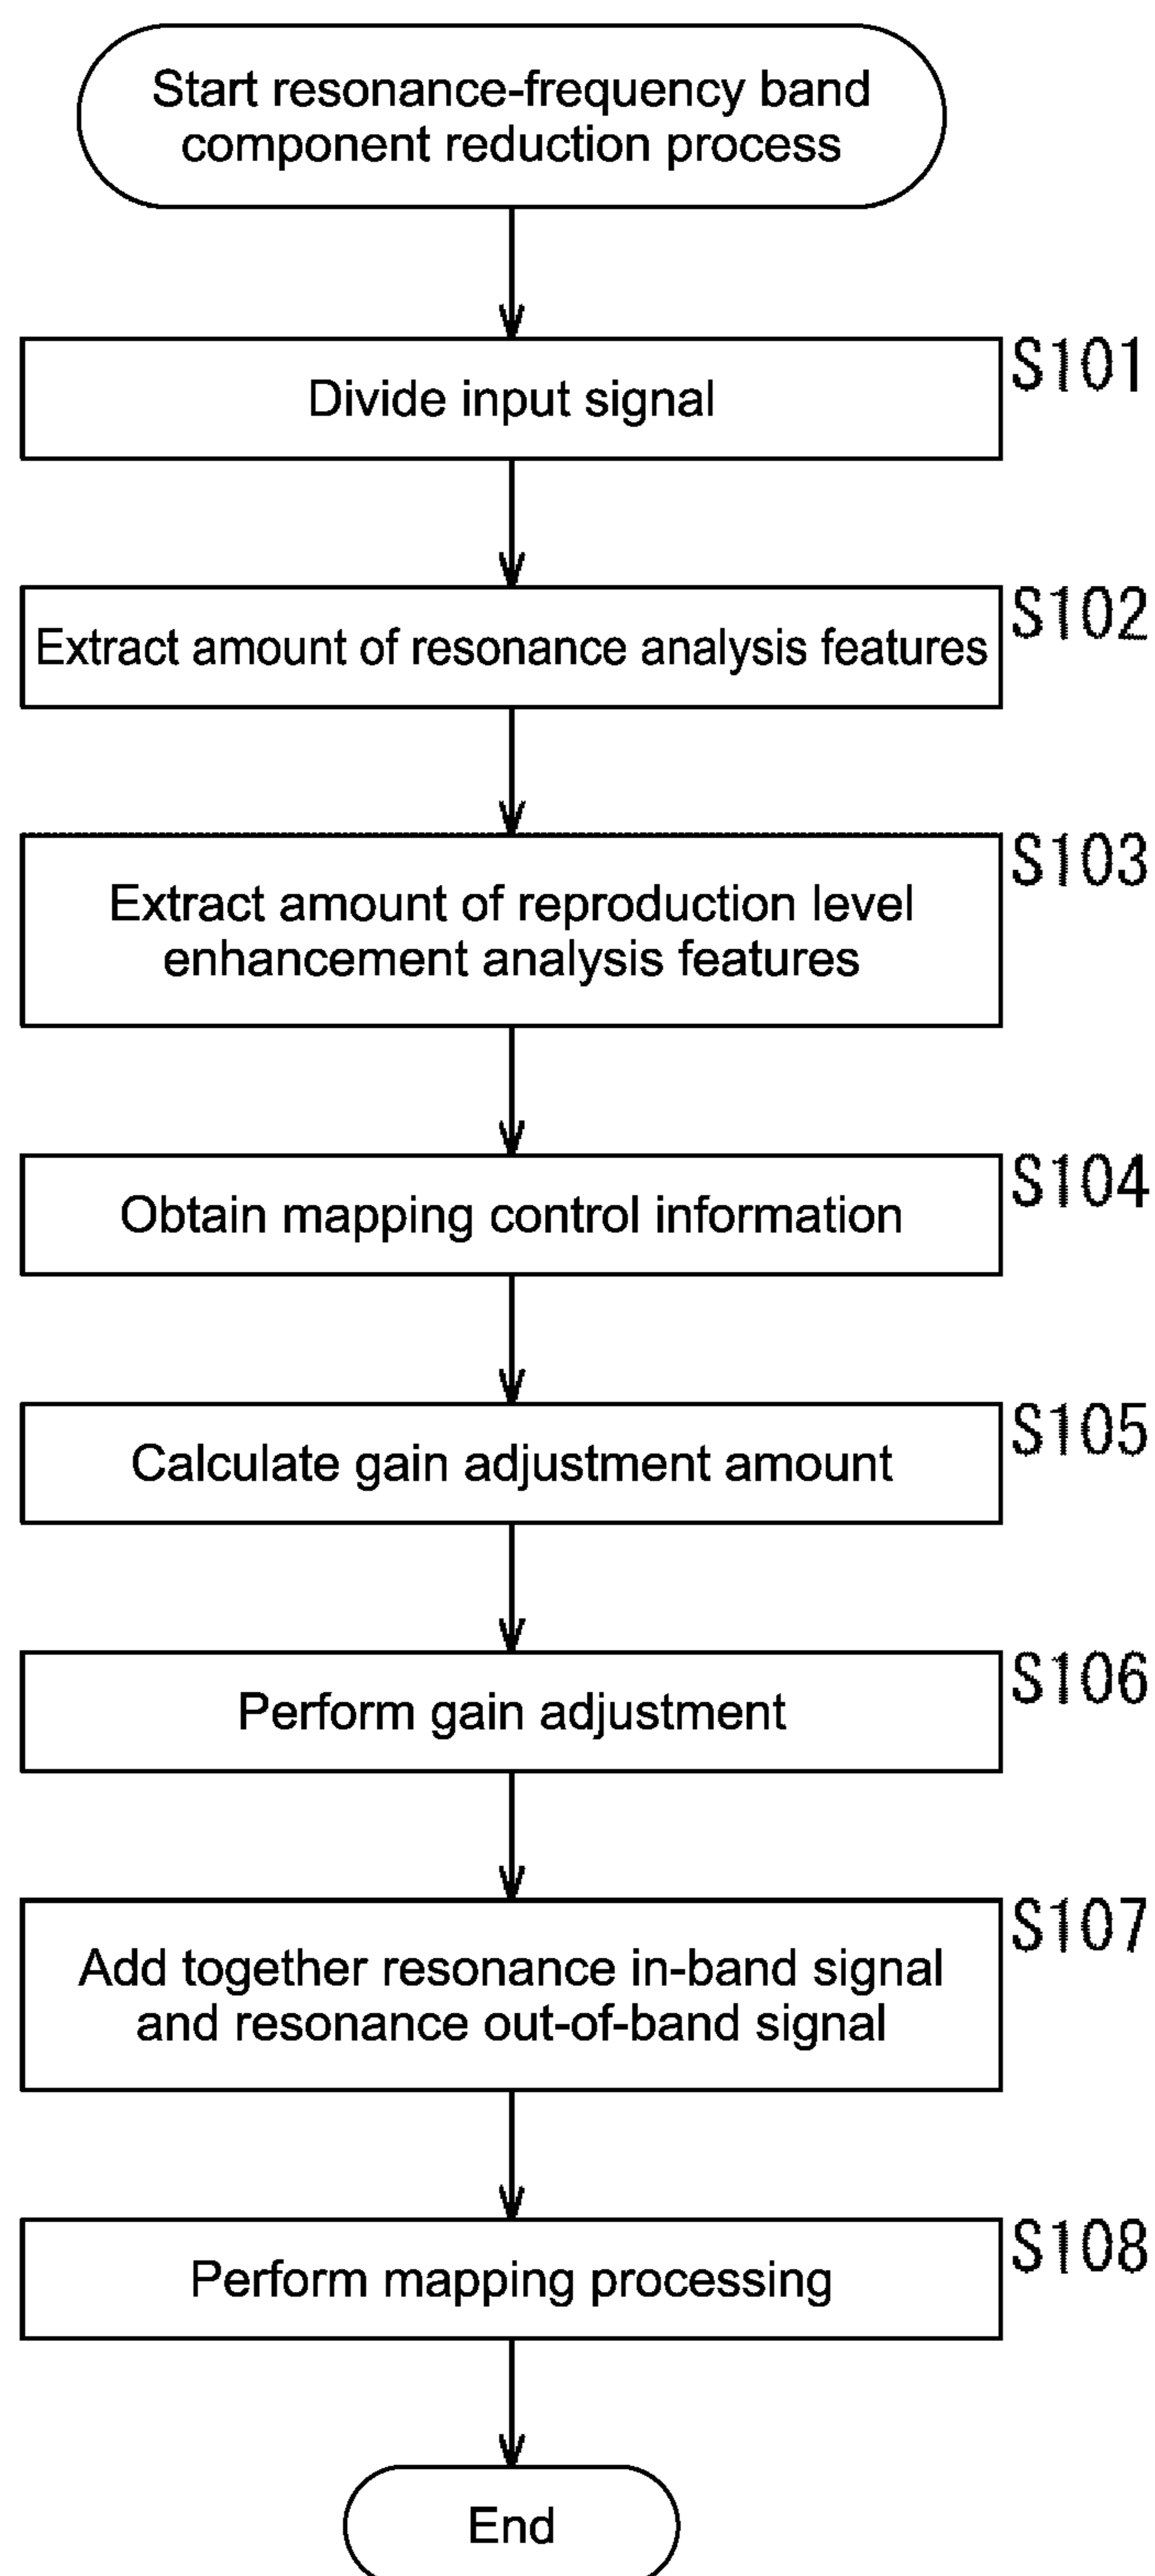 Start resonance-frequency band
component reduction process
S101
Divide input signal
S102
Extract amount of resonance analysis features
S103
Extract amount of reproduction level
enhancement analysis features
S104
Obtain mapping control information
S105
Calculate gain adjustment amount
S106
Perform gain adjustment
S107
Add together resonance in-band signal
and resonance out-of-band signal
S108
Perform mapping processing
End